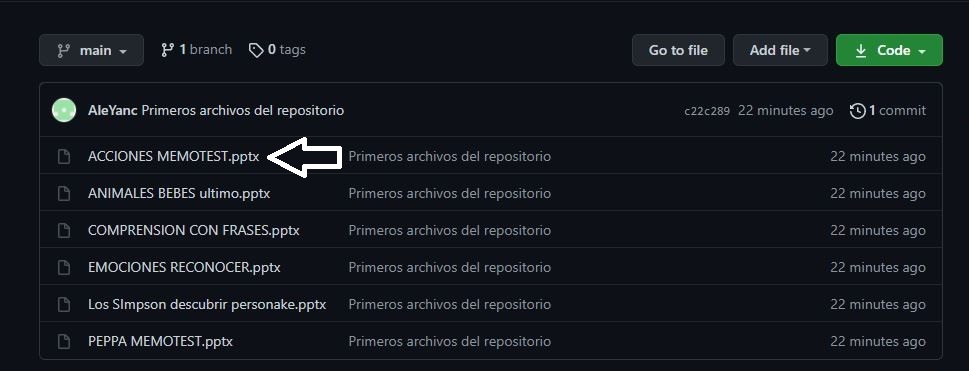 main 1 branch 0 tags Go to file Add file Code
AleYanc Primeros archivos del repositorio c22c289 22 minutes ago 1 commit
ACCIONES MEMOTEST.pptx Primeros archivos del repositorio 22 minutes ago
ANIMALES BEBES ultimo.pptx Primeros archivos del repositorio 22 minutes ago
COMPRENSION CON FRASES.pptx Primeros archivos del repositorio 22 minutes ago
EMOCIONES RECONOCER.pptx Primeros archivos del repositorio 22 minutes ago
Los SImpson descubrir personake.pptx Primeros archivos del repositorio 22 minutes ago
PEPPA MEMOTEST.pptx Primeros archivos del repositorio 22 minutes ago